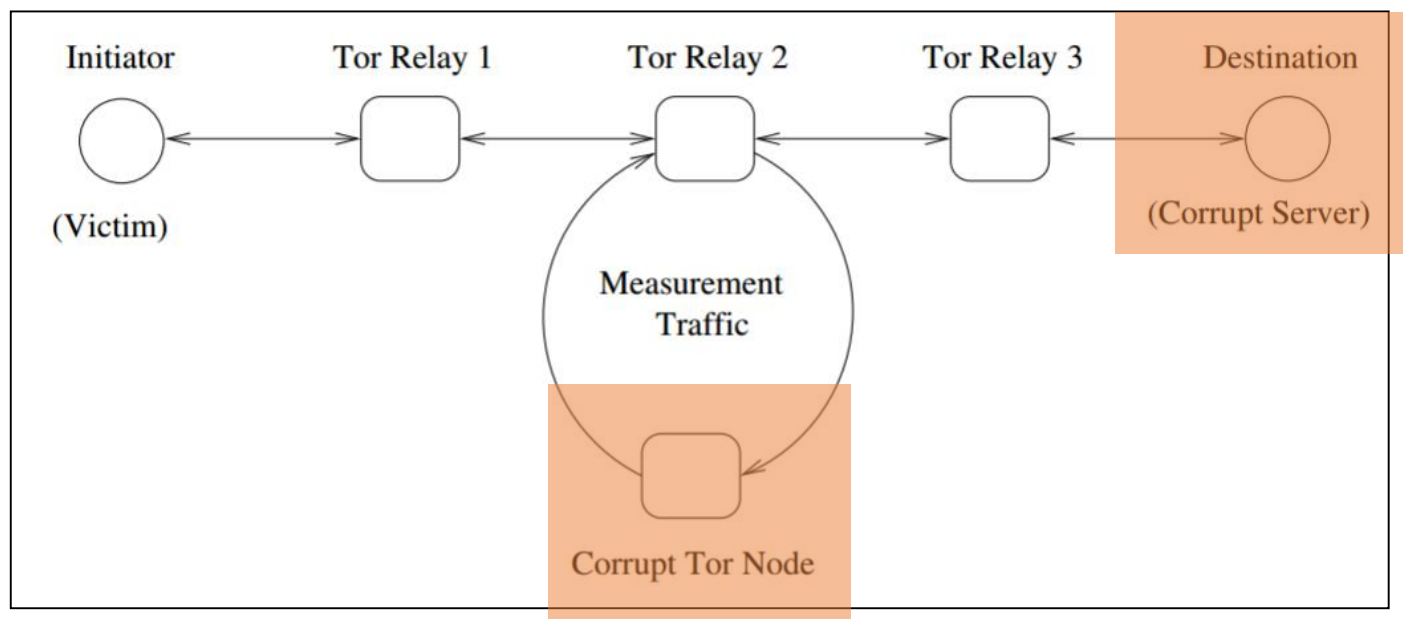 Initiator
Tor Relay 1
Tor Relay 2
Tor Relay 3
Destination
(Victim)
(Corrupt Server)
Measurement
Traffic
Corrupt Tor Node